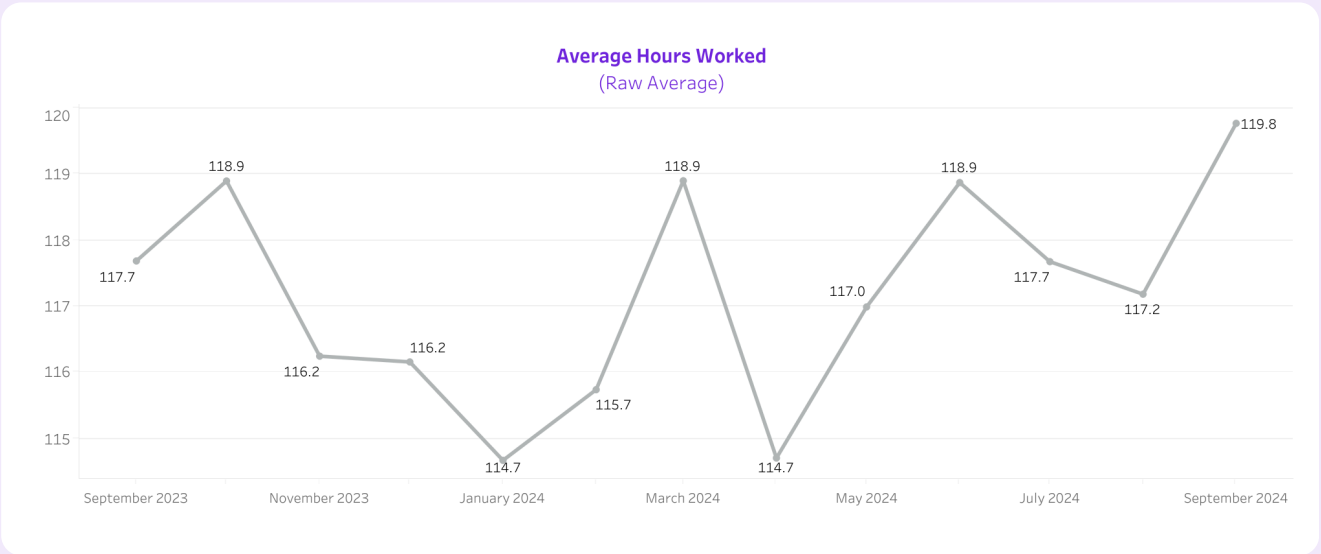 Average Hours Worked
(Raw Average)
120
119
118
117
116
115
117.7
118.9
116.2
116.2
114.7
115.7
118.9
114.7
117.0
118.9
117.7
117.2
119.8
September 2023
November 2023
January 2024
March 2024
May 2024
July 2024
September 2024